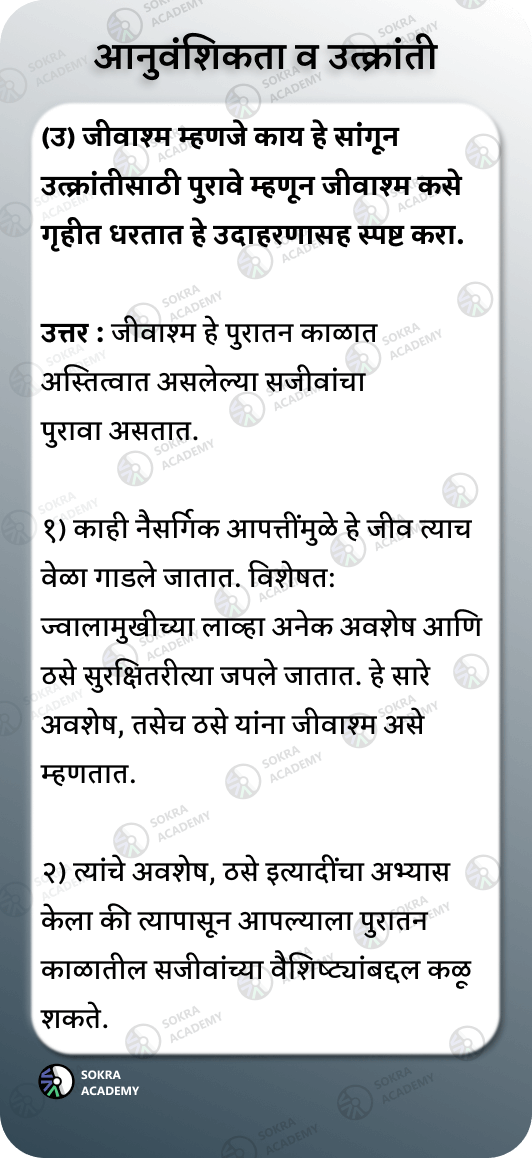 आनुवंशिकता व उत्क्रांती
(उ) जीवाश्म म्हणजे काय हे सांगून
उत्क्रांतीसाठी पुरावे म्हणून जीवाश्म कसे
गृहीत धरतात हे उदाहरणासह स्पष्ट करा.
उत्तर : जीवाश्म हे पुरातन काळात
अस्तित्वात असलेल्या सजीवांचा
पुरावा असतात.
१) काही नैसर्गिक आपत्तींमुळे हे जीव त्याच
वेळा गाडले जातात. विशेषत:
ज्वालामुखीच्या लाव्हा अनेक अवशेष आणि
ठसे सुरक्षितरीत्या जपले जातात. हे सारे
अवशेष, तसेच ठसे यांना जीवाश्म असे
म्हणतात.
२) त्यांचे अवशेष, ठसे इत्यादींचा अभ्यास
केला की त्यापासून आपल्याला पुरातन
काळातील सजीवांच्या वैशिष्ट्यांबद्दल कळू
शकते.
SOKRA
ACADEMY